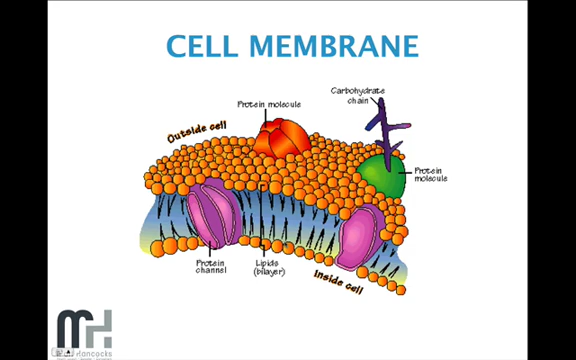 CELL MEMBRANE
Carbohydrate
chain
Protein molecule
Outside cell
Protein
molecule
Protein
channel
Lipids
(bilayer)
Inside cell